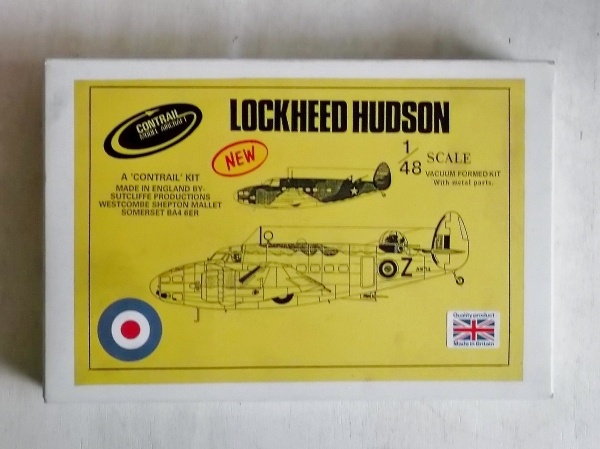 CONTRAIL
MODEL AIRCRAFT
LOCKHEED HUDSON
NEW
1/48 SCALE
VACUUM FORMED KIT
With metal parts.
A 'CONTRAIL' KIT
MADE IN ENGLAND BY-
SUTCLIFFE PRODUCTIONS
WESTCOMBE SHEPTON MALLET
SOMERSET BA4 6ER
Z
Quality product
Made in Britain